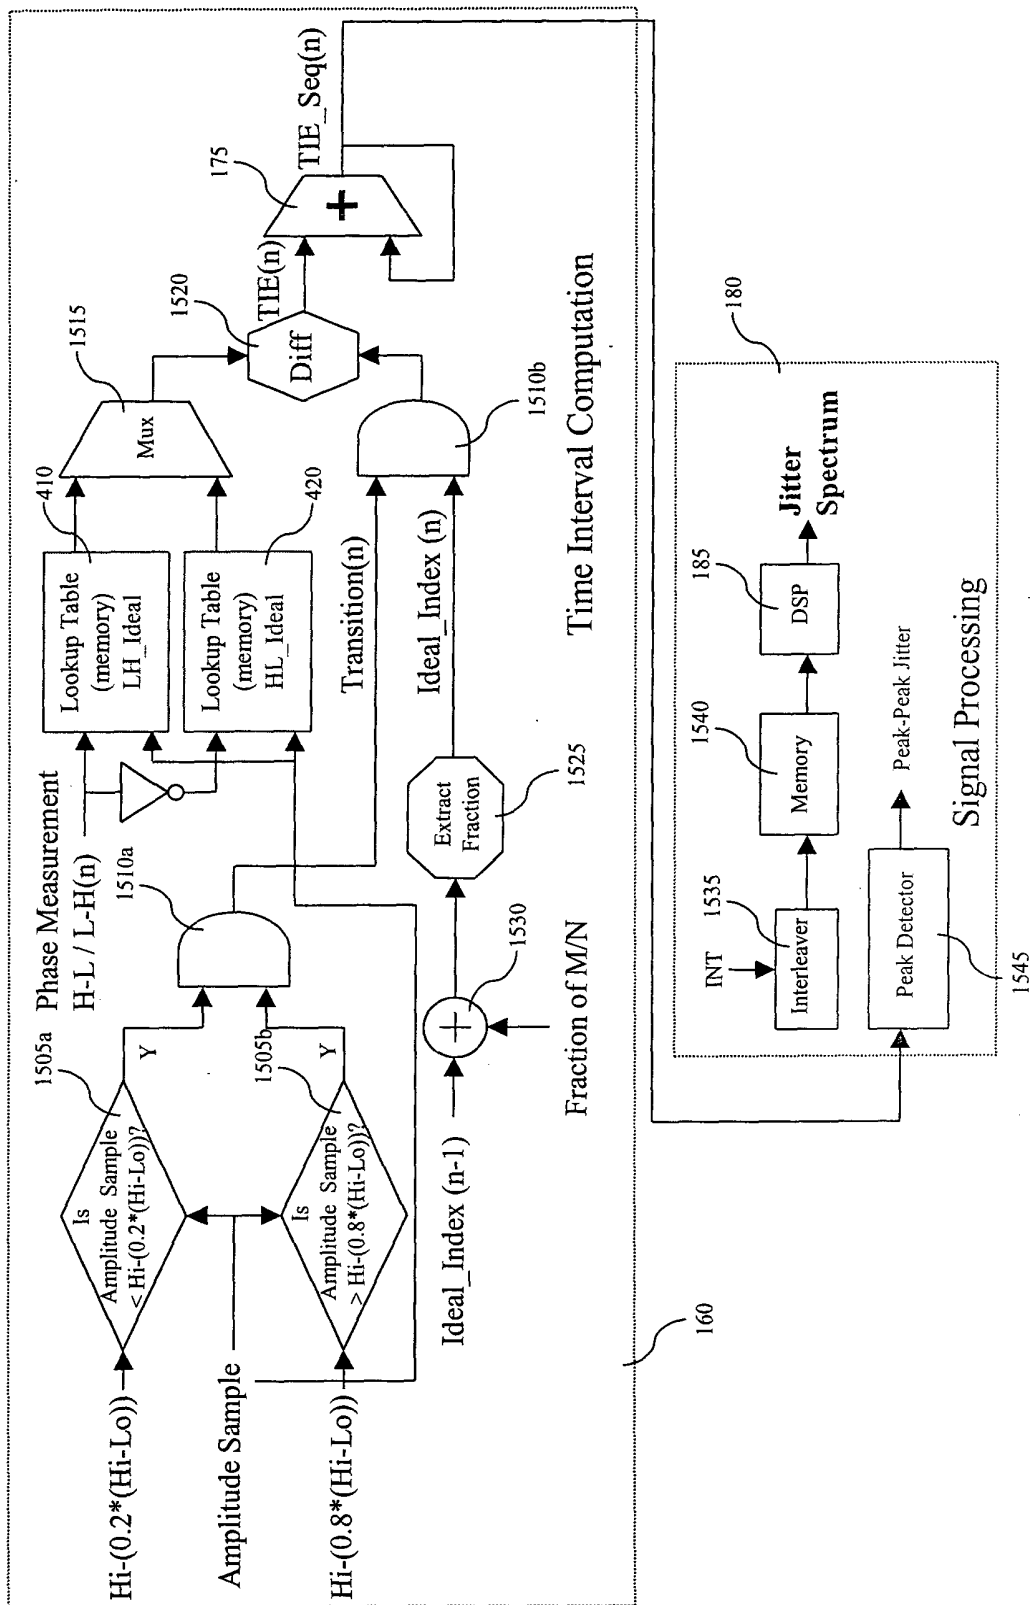 Hi-(0.2*(Hi-Lo))
Amplitude Sample
Hi-(0.8*(Hi-Lo))
1505a
Is
Amplitude Sample
< Hi-(0.2*(Hi-Lo))?
Y
1505b
Is
Amplitude Sample
> Hi-(0.8*(Hi-Lo))?
Y
Phase Measurement
H-L / L-H(n)
1510a
Lookup Table
(memory)
LH_Ideal
410
Lookup Table
(memory)
HL_Ideal
420
Mux
1515
Diff
1520
TIE(n)
175
+
TIE_Seq(n)
Transition(n)
Ideal_Index (n)
1510b
Ideal_Index (n-1)
1530
Fraction of M/N
Extract
Fraction
1525
Time Interval Computation
160
INT
Interleaver
1535
Memory
1540
DSP
185
Jitter
Spectrum
180
Peak Detector
1545
Peak-Peak Jitter
Signal Processing